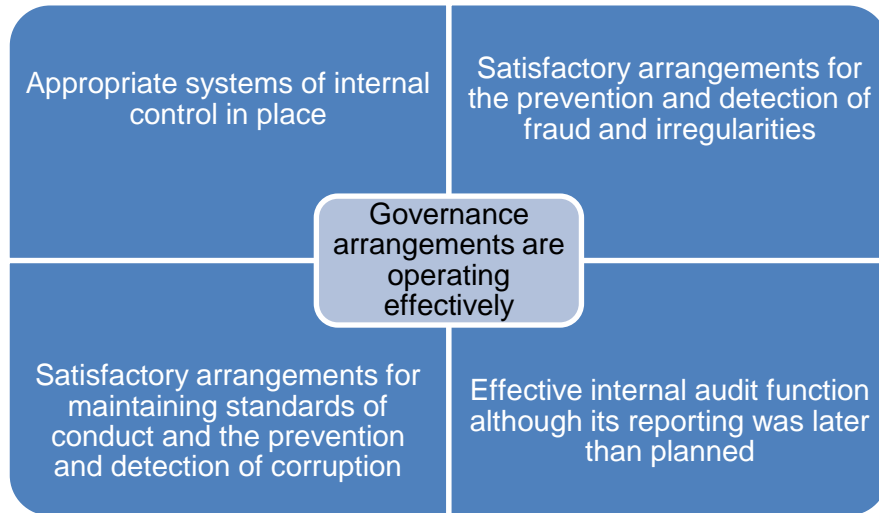 Appropriate systems of internal
control in place
Satisfactory arrangements for
the prevention and detection of
fraud and irregularities
Governance
arrangements are
operating
effectively
Satisfactory arrangements for
maintaining standards of
conduct and the prevention
and detection of corruption
Effective internal audit function
although its reporting was later
than planned